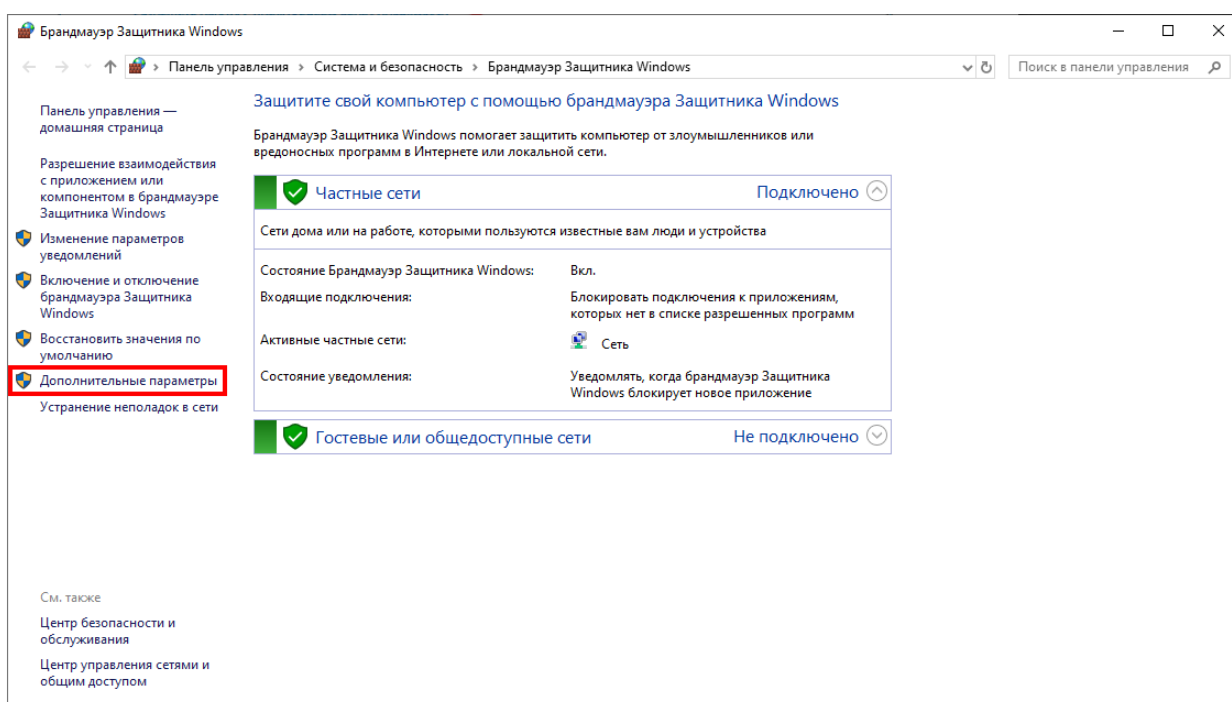 Брандмауэр Защитника Windows
Панель управления › Система и безопасность › Брандмауэр Защитника Windows
Поиск в панели управления
Панель управления —
домашняя страница
Разрешение взаимодействия
с приложением или
компонентом в брандмауэре
Защитника Windows
Изменение параметров
уведомлений
Включение и отключение
брандмауэра Защитника
Windows
Восстановить значения по
умолчанию
Дополнительные параметры
Устранение неполадок в сети
Защитите свой компьютер с помощью брандмауэра Защитника Windows
Брандмауэр Защитника Windows помогает защитить компьютер от злоумышленников или
вредоносных программ в Интернете или локальной сети.
Частные сети Подключено
Сети дома или на работе, которыми пользуются известные вам люди и устройства
Состояние Брандмауэр Защитника Windows: Вкл.
Входящие подключения: Блокировать подключения к приложениям,
которых нет в списке разрешенных программ
Активные частные сети: Сеть
Состояние уведомления: Уведомлять, когда брандмауэр Защитника
Windows блокирует новое приложение
Гостевые или общедоступные сети Не подключено
См. также
Центр безопасности и
обслуживания
Центр управления сетями и
общим доступом